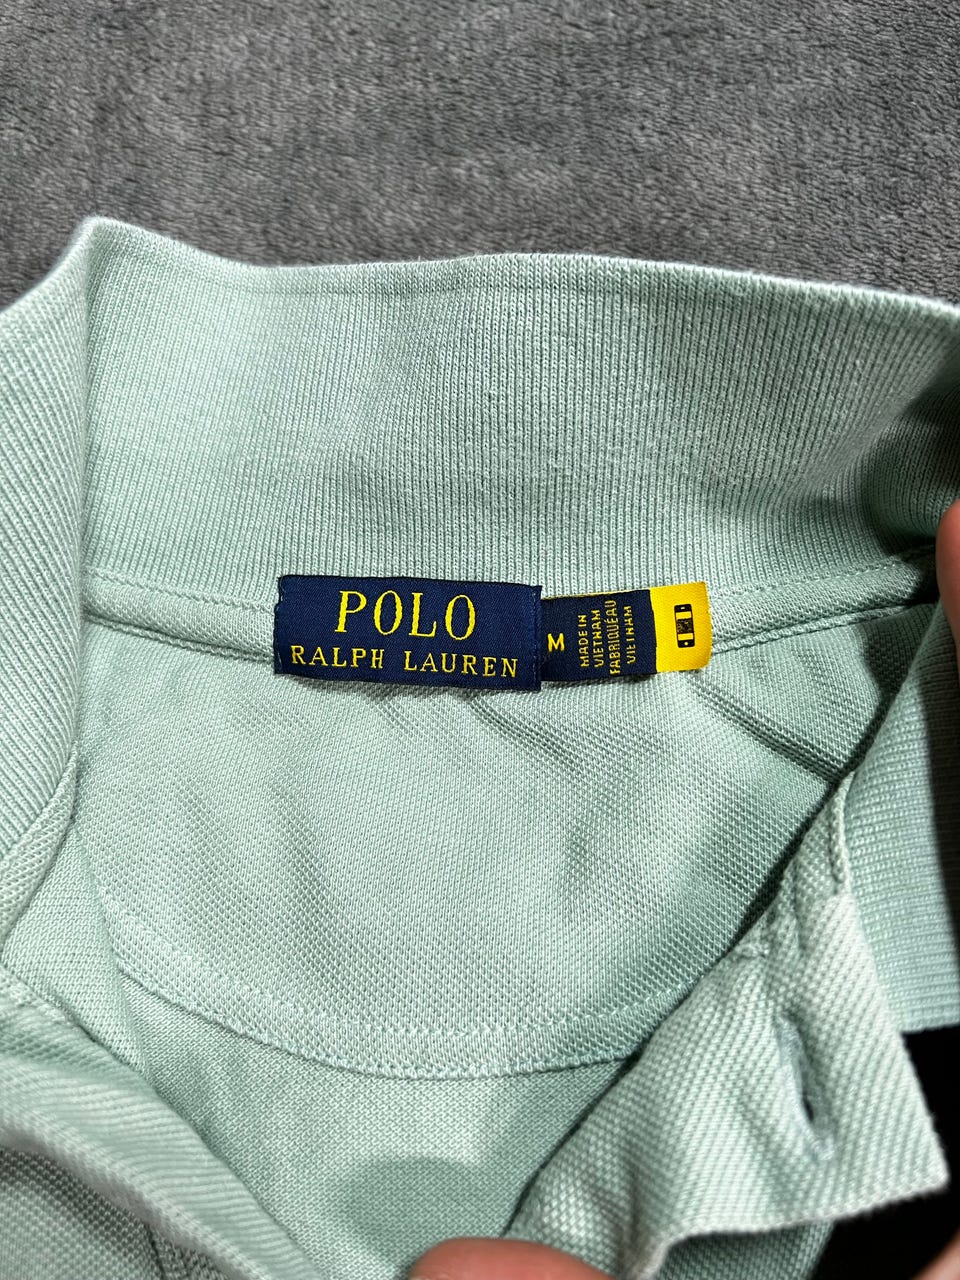 POLO
RALPH LAUREN
M
MADE IN
VIETNAM
FABRIQUÉ AU
VIETNAM